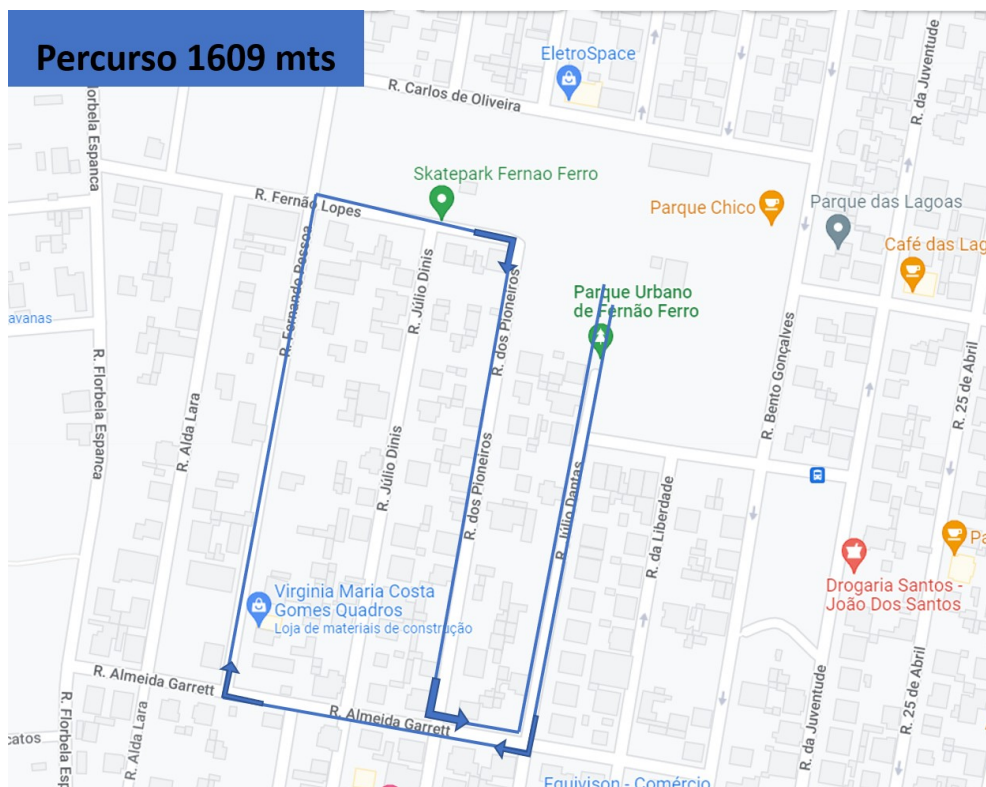 Percurso 1609 mts
EletroSpace
R. Carlos de Oliveira
R. da Juventude
Florbela Espanca
Skatepark Fernao Ferro
R. Fernão Lopes
Parque Chico
Parque das Lagoas
Café das Lag
R. Fernando Pessoa
R. Júlio Dinis
R. dos Pioneiros
Parque Urbano
de Fernão Ferro
R. Bento Gonçalves
avanas
R. Florbela Espanca
R. Alda Lara
R. 25 de Abril
R. Júlio Dinis
R. dos Pioneiros
R. Júlio Dantas
R. da Liberdade
Pa
Drogaria Santos -
João Dos Santos
Virginia Maria Costa
Gomes Quadros
Loja de materiais de construção
R. Almeida Garrett
R. Almeida Garrett
R. Florbela Esp
R. Alda Lara
R. da Juventude
R. 25 de Abril
catos
Equivison - Comércio